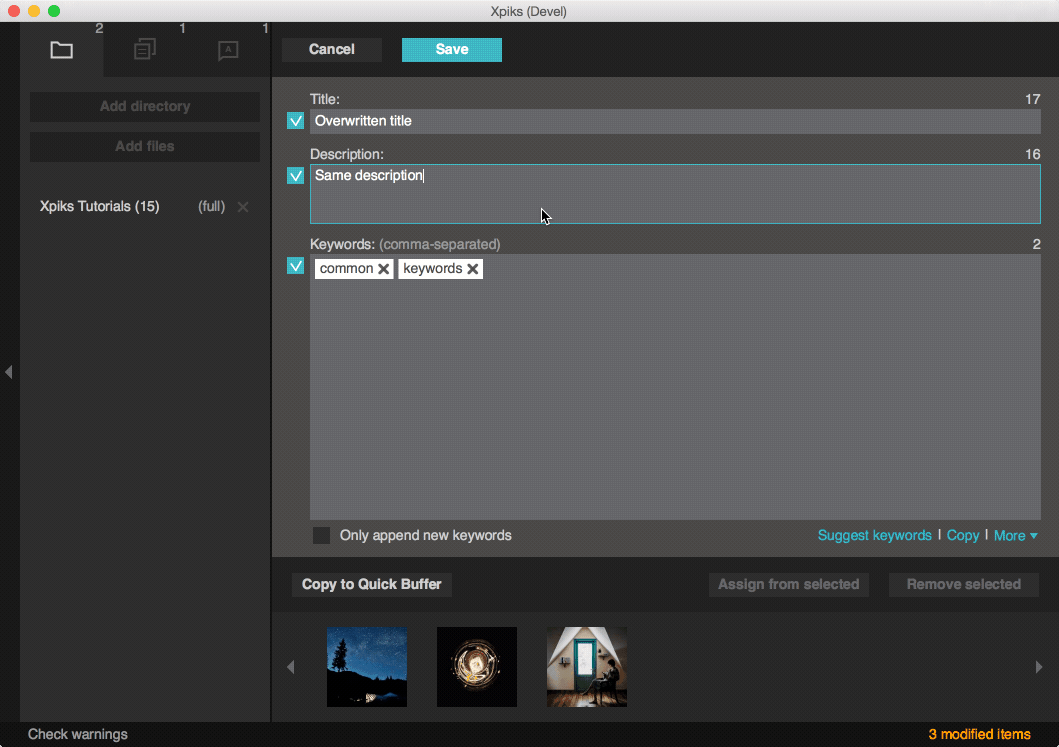 Xpiks (Devel)
2 1 1
Cancel Save
Add directory
Add files
Xpiks Tutorials (15) (full)
Title: 17
Overwritten title
Description: 16
Same description
Keywords: (comma-separated) 2
common keywords
Only append new keywords
Suggest keywords | Copy | More
Copy to Quick Buffer Assign from selected Remove selected
Check warnings 3 modified items